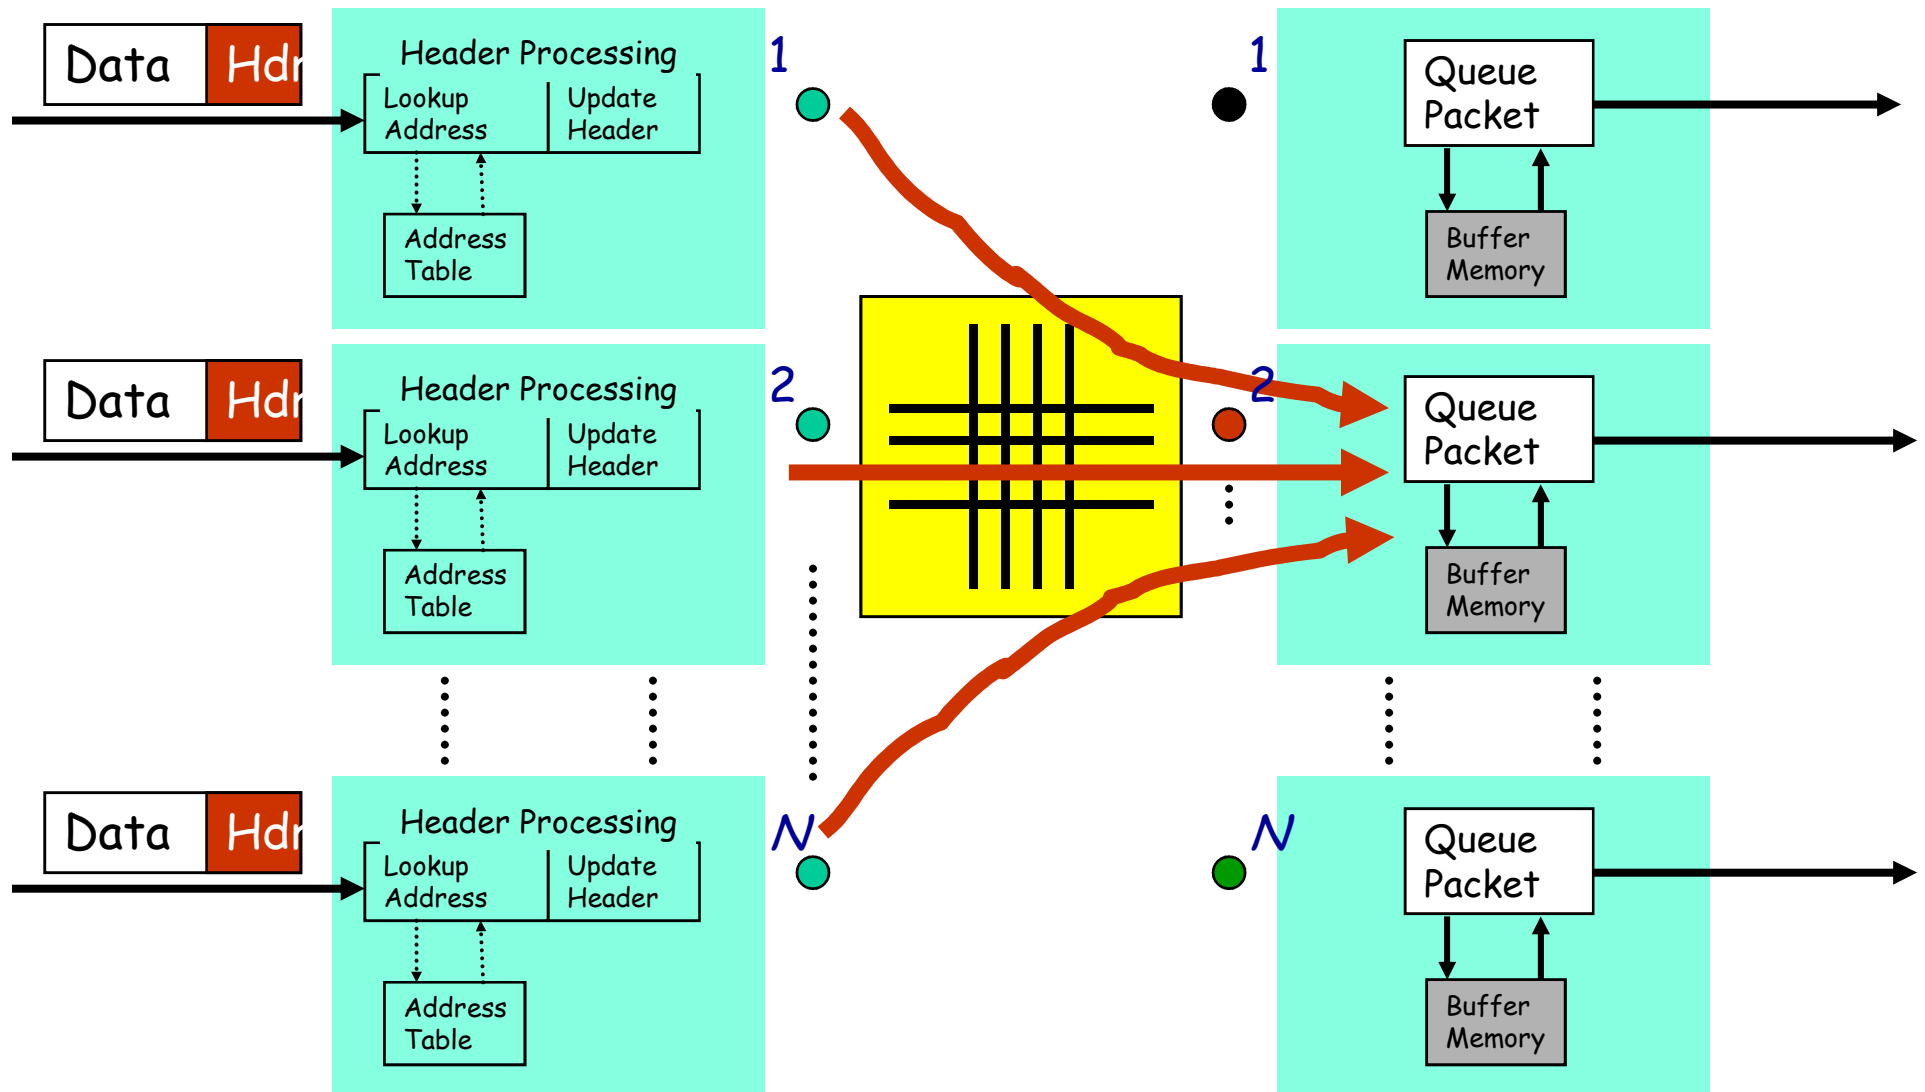 Data Hdr
Header Processing
Lookup
Address
Update
Header
Address
Table
1
1
Queue
Packet
Buffer
Memory
Data Hdr
Header Processing
Lookup
Address
Update
Header
Address
Table
2
2
Queue
Packet
Buffer
Memory
Data Hdr
Header Processing
Lookup
Address
Update
Header
Address
Table
N
N
Queue
Packet
Buffer
Memory